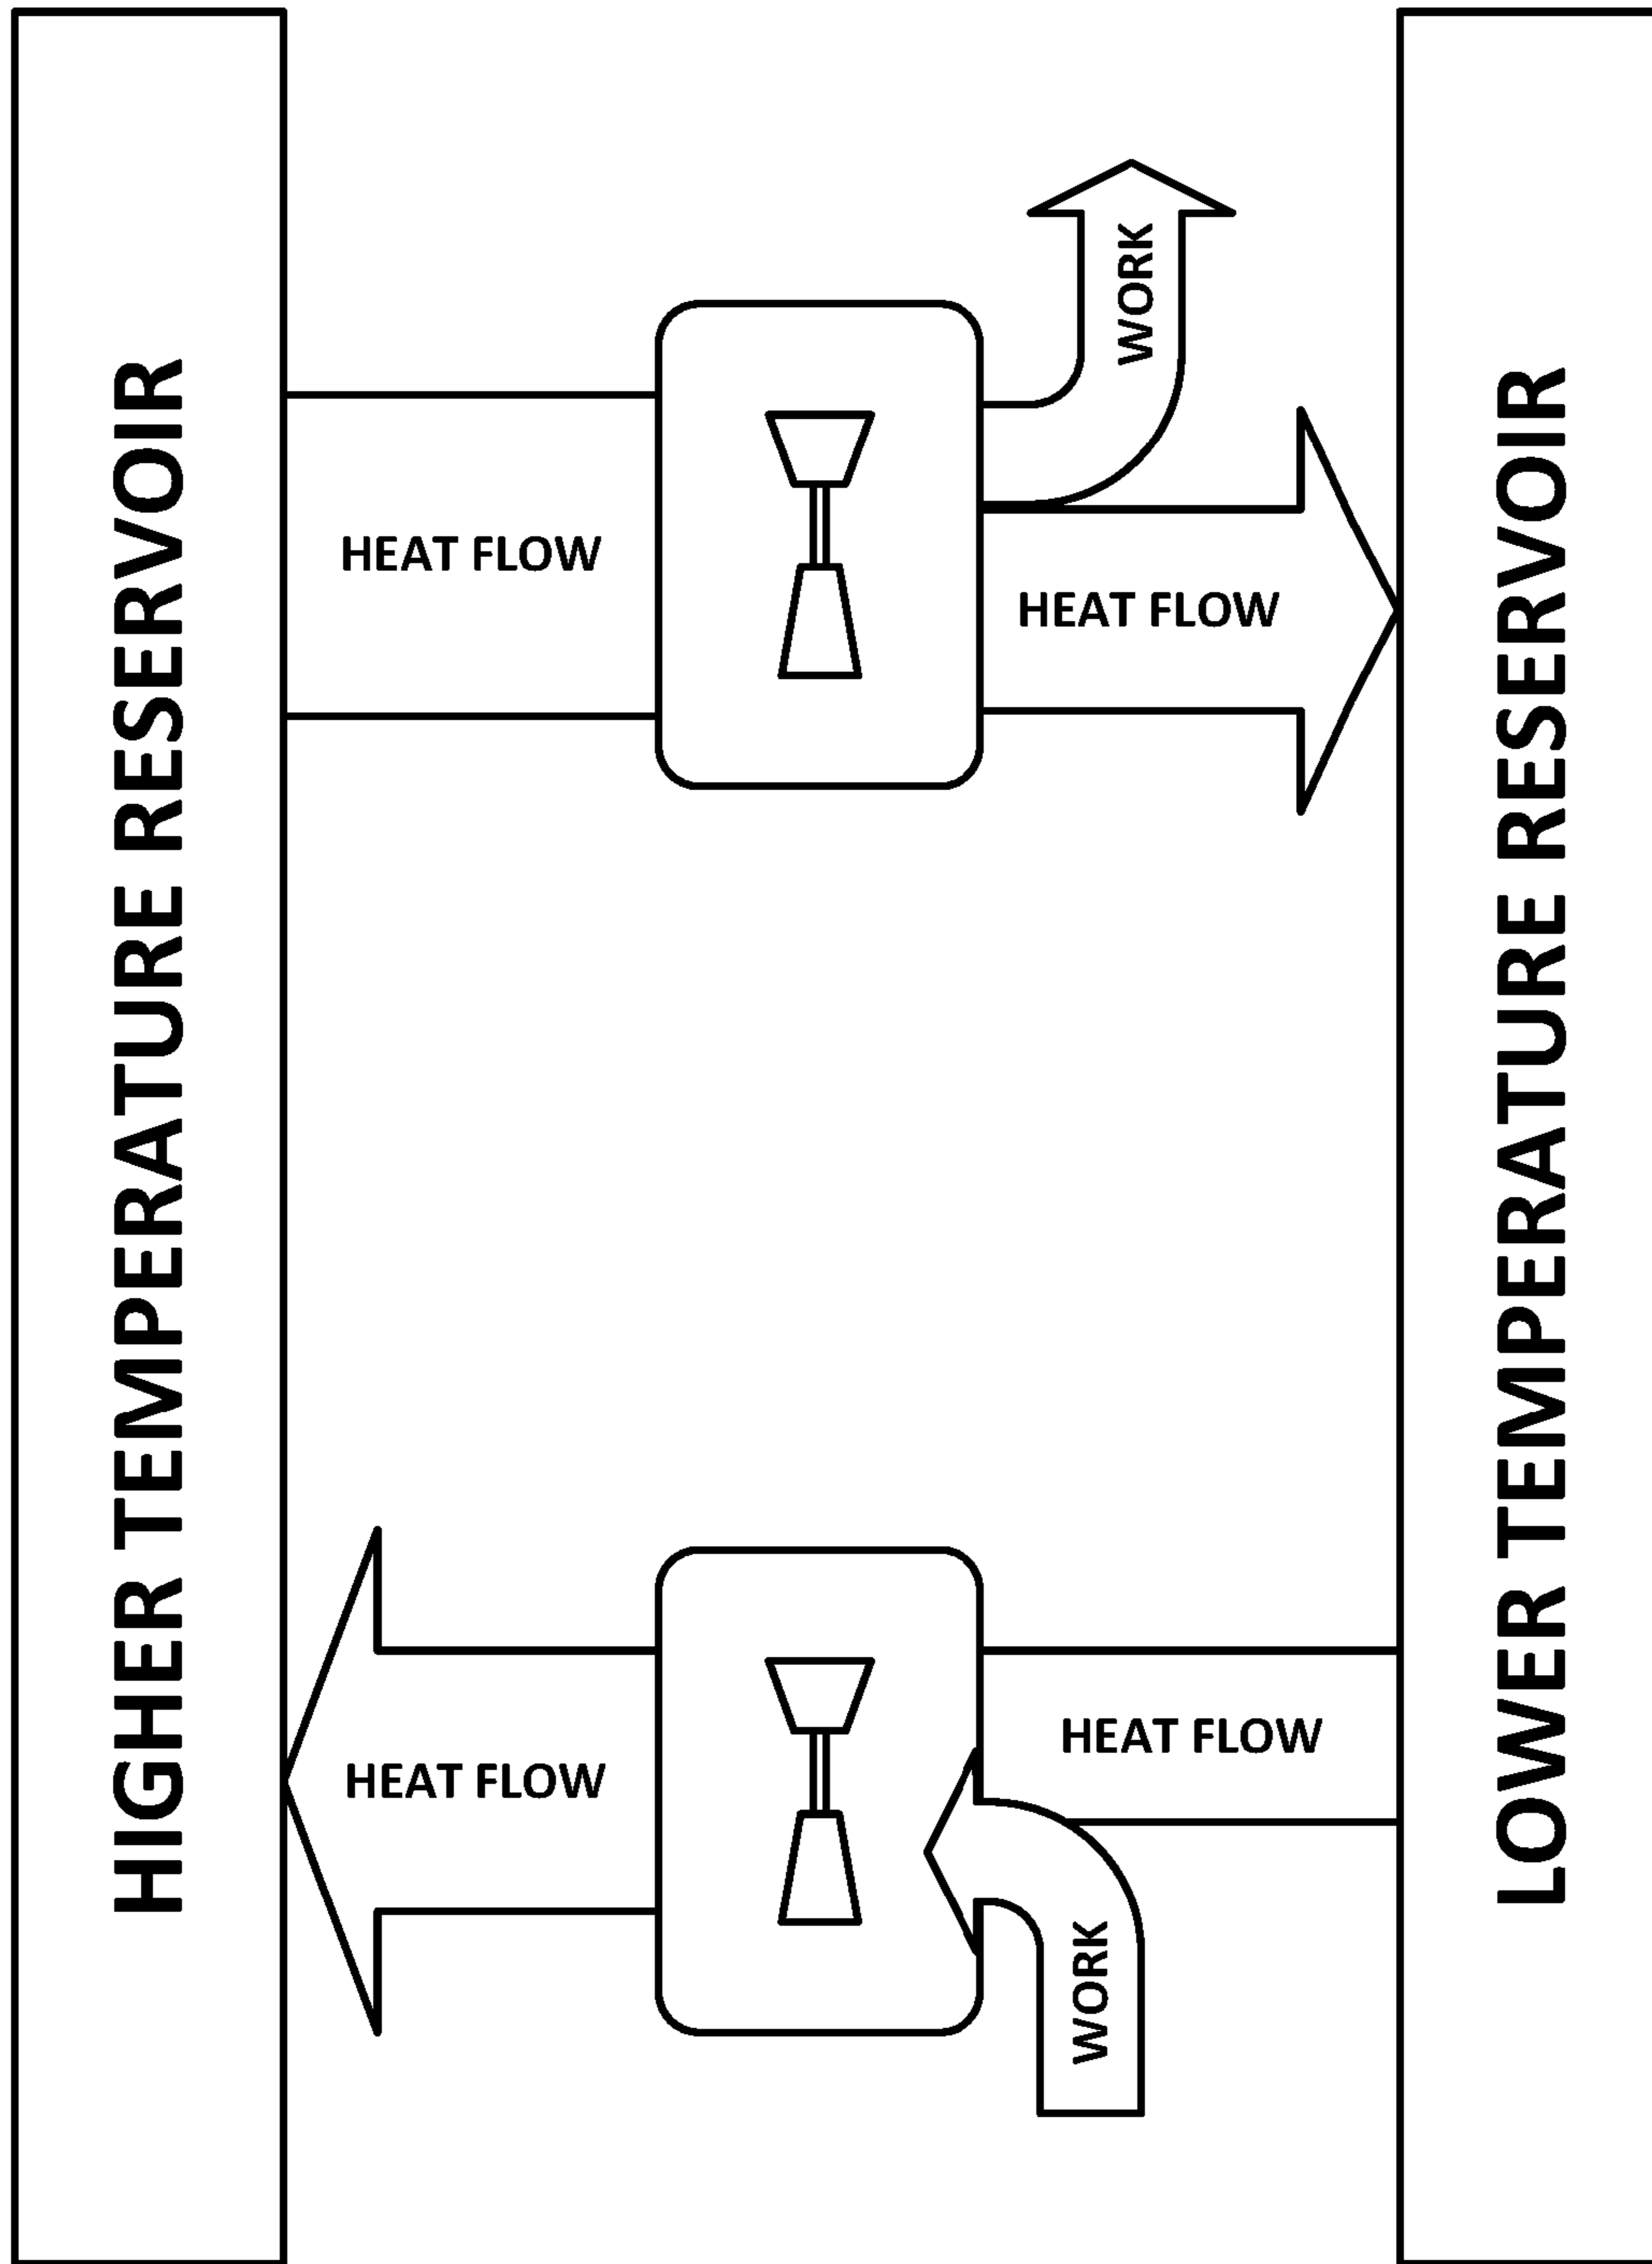 HIGHER TEMPERATURE RESERVOIR
WORK
HEAT FLOW
HEAT FLOW
LOWER TEMPERATURE RESERVOIR
HEAT FLOW
HEAT FLOW
WORK